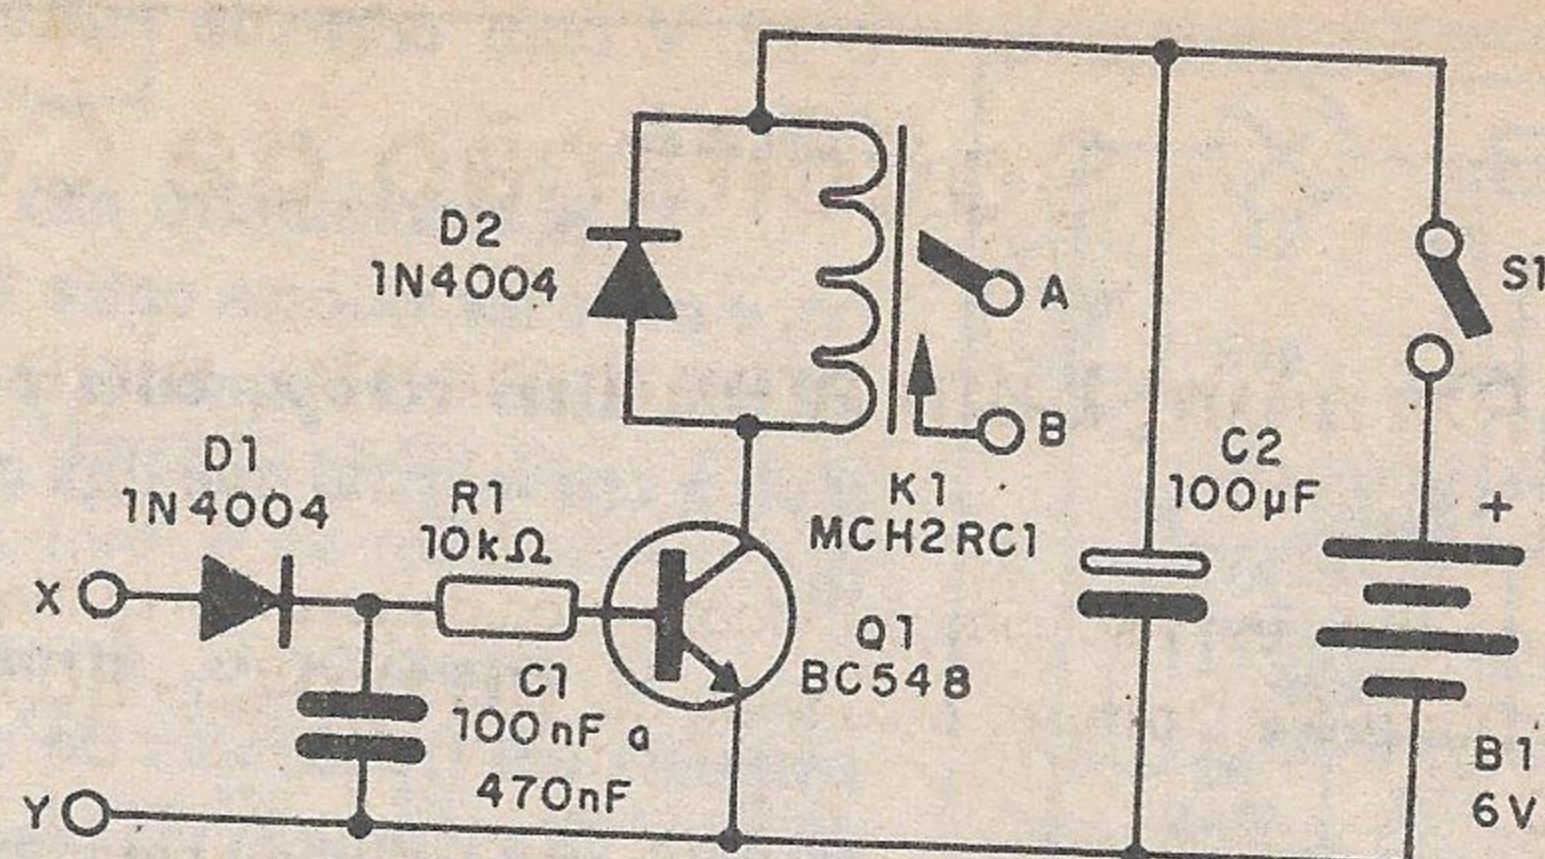 D2
1N4004
S1
A
B
D1
1N4004
R1
10kΩ
K1
MCH2RC1
C2
100µF
+
X
Q1
BC548
C1
100nF a
470nF
Y
B1
6V